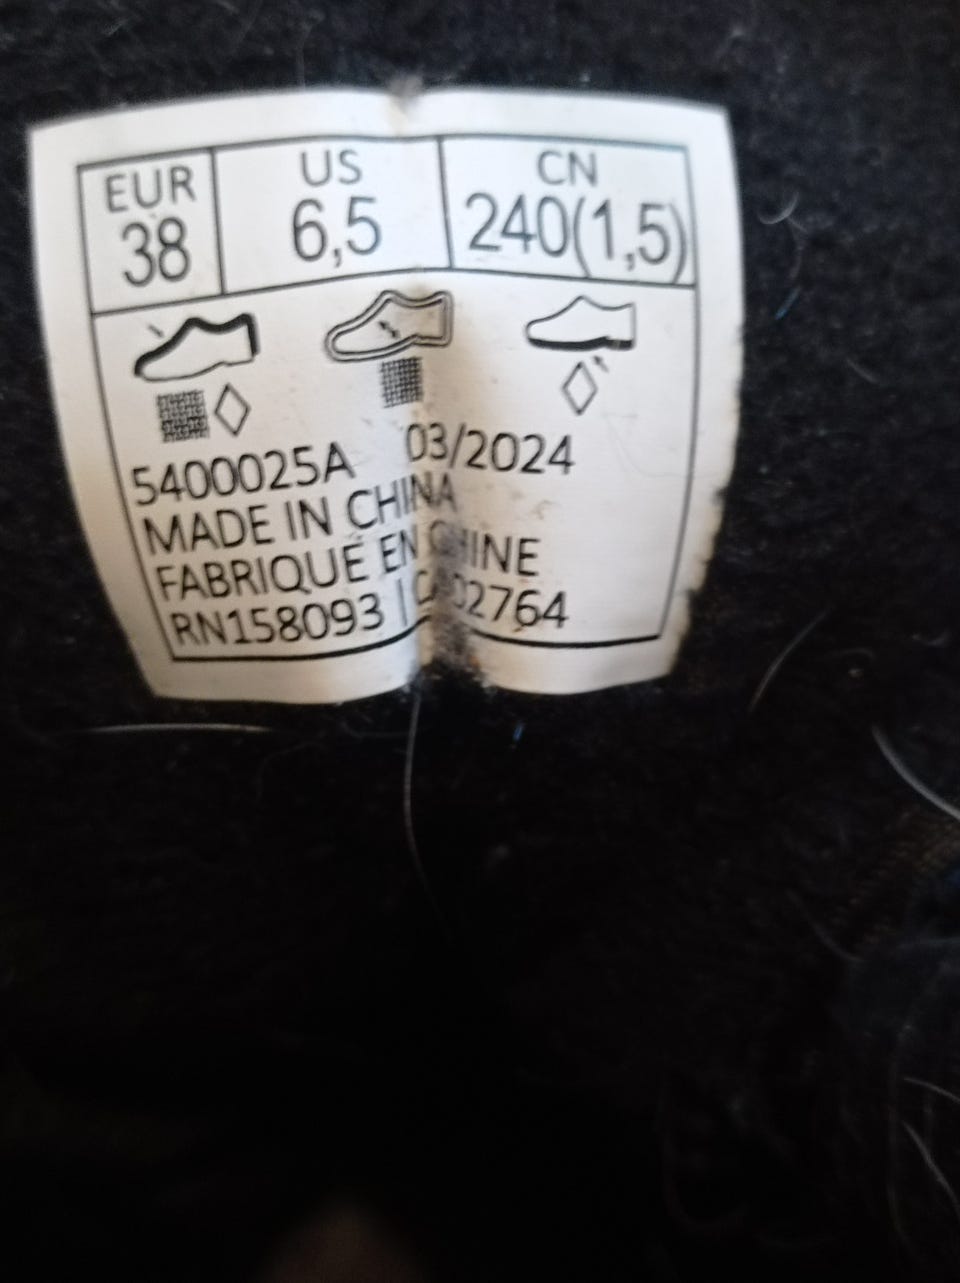 EUR US CN
38 6,5 240(1,5)
5400025A 03/2024
MADE IN CHINA
FABRIQUE EN CHINE
RN158093 | 02764